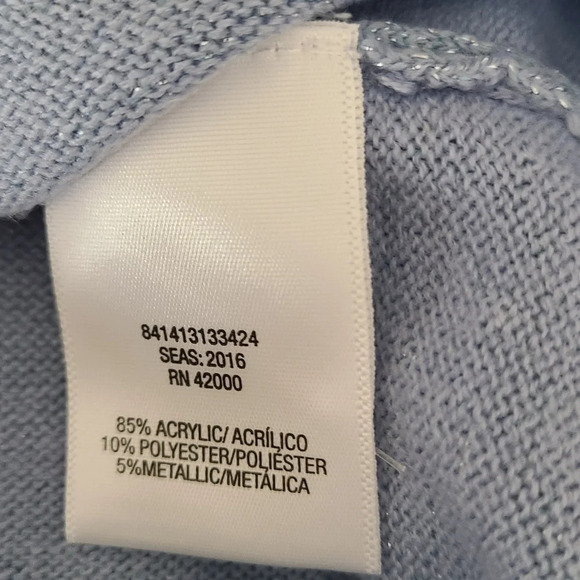 841413133424
SEAS: 2016
RN 42000
85% ACRYLIC/ ACRÍLICO
10% POLYESTER/POLIÉSTER
5%METALLIC/METÁLICA